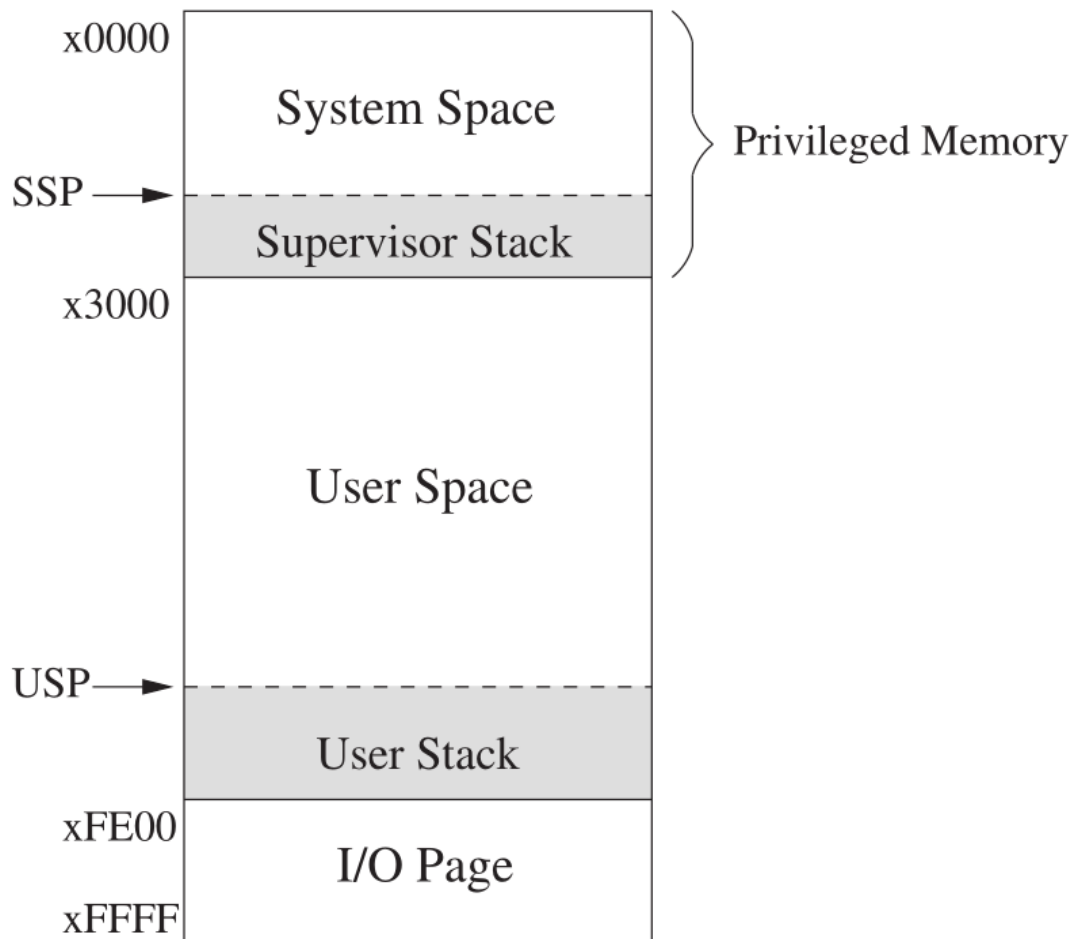 x0000
System Space
Privileged Memory
SSP
Supervisor Stack
x3000
User Space
USP
User Stack
xFE00
I/O Page
xFFFF